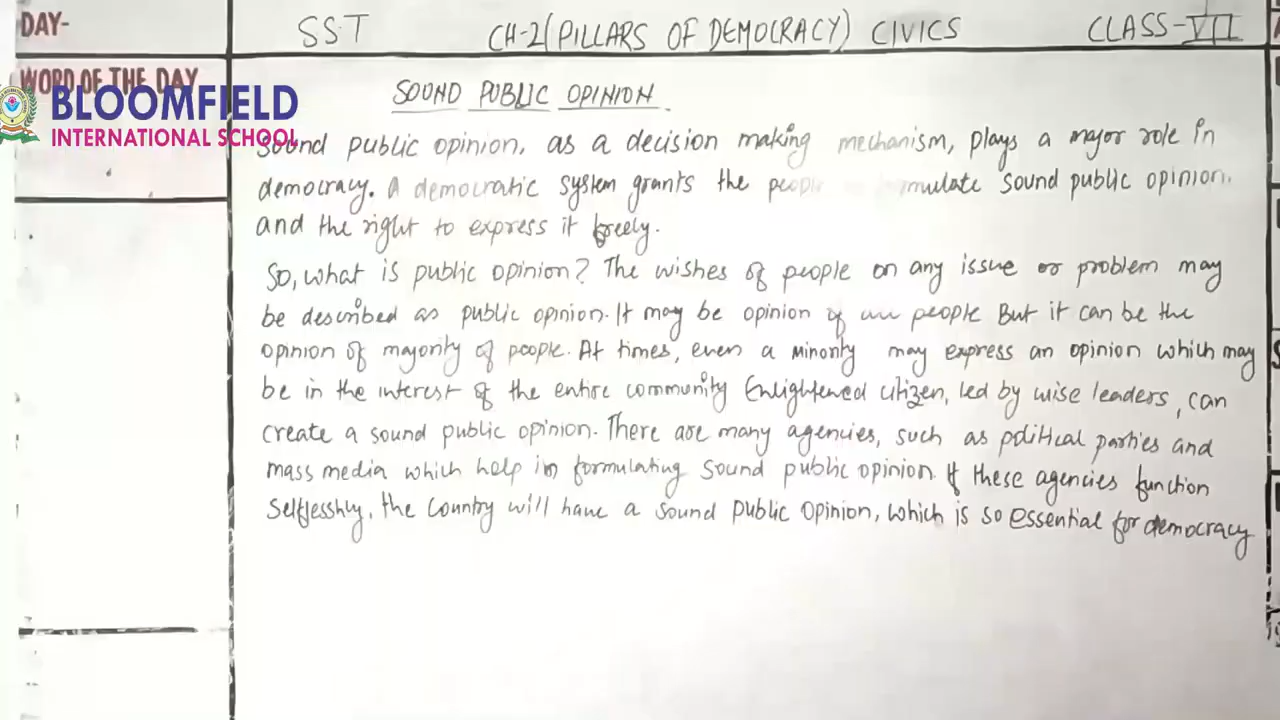 DAY-
SS.T CH-2(PILLARS OF DEMOCRACY) CIVICS CLASS-VII
WORD OF THE DAY
BLOOMFIELD
INTERNATIONAL SCHOOL
SOUND PUBLIC OPINION
Sound public opinion, as a decision making mechanism, plays a major role in
democracy. A democratic system grants the people sound public opinion.
and the right to express it freely.
So, what is public opinion? The wishes of people on any issue or problem may
be described as public opinion. It may be opinion of people But it can be the
opinion of majority of people. At times, even a minority may express an opinion which may
be in the interest of the entire community Enlightened citizen, led by wise leaders, can
create a sound public opinion. There are many agencies, such as political parties and
mass media which help in formulating sound public opinion. If these agencies function
selflesshly, the country will have a sound public opinion, which is so essential for democracy